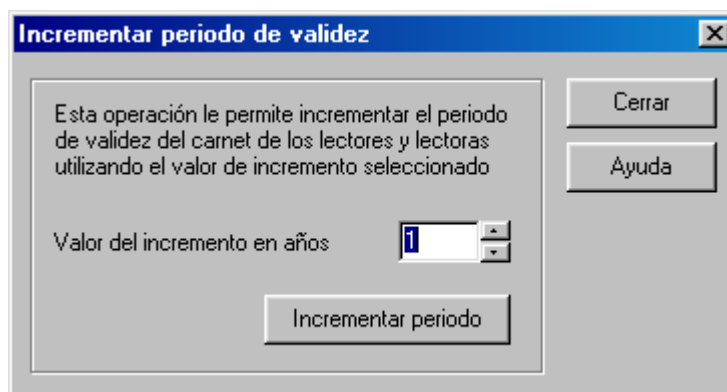 Incrementar periodo de validez
Esta operación le permite incrementar el periodo
de validez del carnet de los lectores y lectoras
utilizando el valor de incremento seleccionado
Cerrar
Ayuda
Valor del incremento en años
1
Incrementar periodo